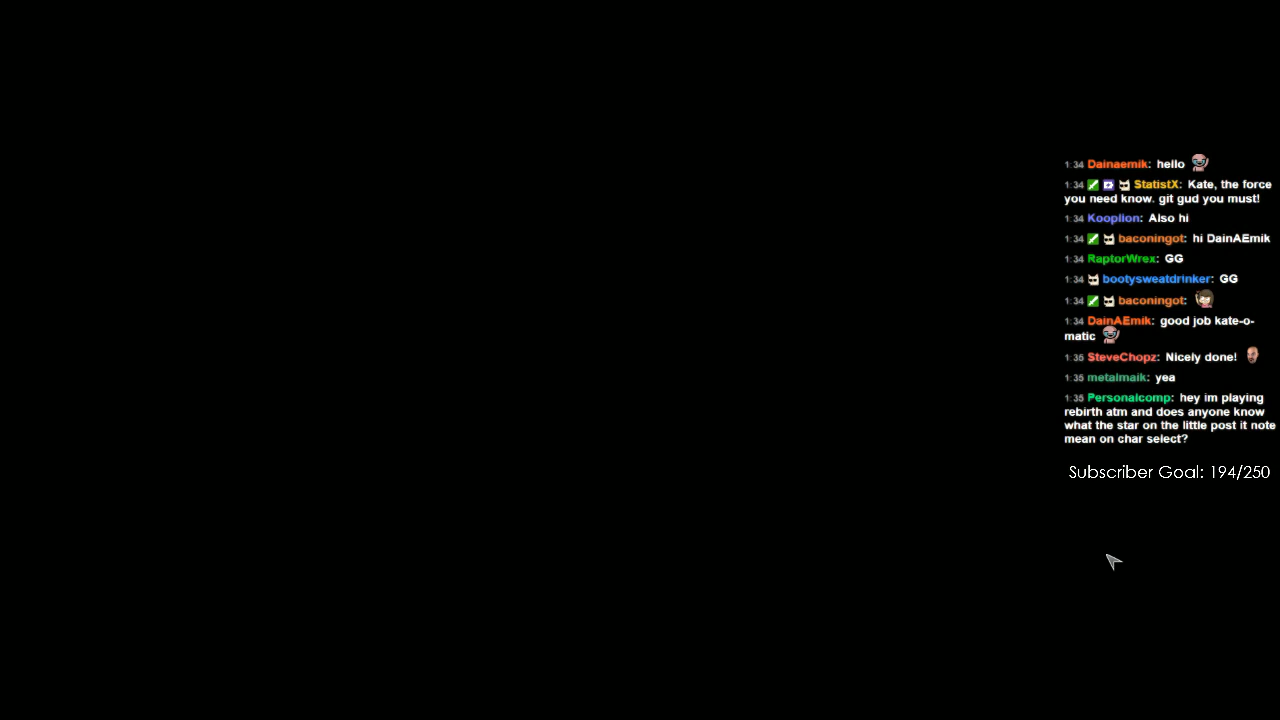 1:34 Dainaemik: hello
1:34 StatistX: Kate, the force
you need know. git gud you must!
1:34 Kooplion: Also hi
1:34 baconingot: hi DainAEmik
1:34 RaptorWrex: GG
1:34 bootysweatdrinker: GG
1:34 baconingot:
1:34 DainAEmik: good job kate-o-
matic
1:35 SteveChopz: Nicely done!
1:35 metalmaik: yea
1:35 Personalcomp: hey im playing
rebirth atm and does anyone know
what the star on the little post it note
mean on char select?
Subscriber Goal: 194/250